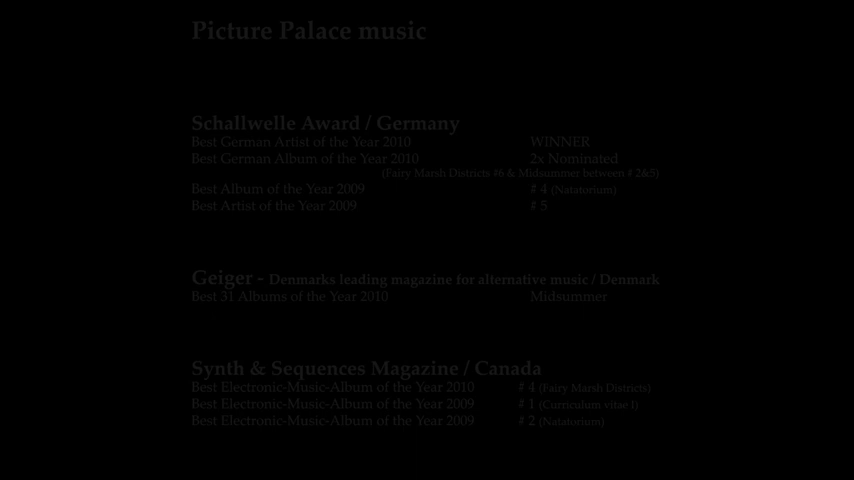 Picture Palace music
Schallwelle Award / Germany
Best German Artist of the Year 2010 WINNER
Best German Album of the Year 2010 2x Nominated
(Fairy Marsh Districts #6 & Midsummer between # 2&5)
Best Album of the Year 2009 # 4 (Natatorium)
Best Artist of the Year 2009 # 5
Geiger - Denmarks leading magazine for alternative music / Denmark
Best 31 Albums of the Year 2010 Midsummer
Synth & Sequences Magazine / Canada
Best Electronic-Music-Album of the Year 2010 # 4 (Fairy Marsh Districts)
Best Electronic-Music-Album of the Year 2009 # 1 (Curriculum vitae I)
Best Electronic-Music-Album of the Year 2009 # 2 (Natatorium)